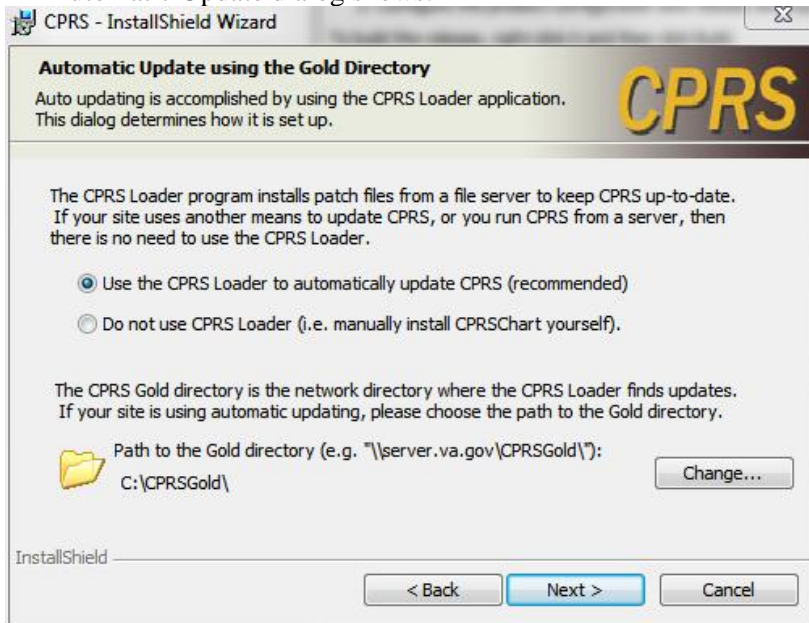 Automatic Update dialog shows:
CPRS - InstallShield Wizard
Automatic Update using the Gold Directory
Auto updating is accomplished by using the CPRS Loader application.
This dialog determines how it is set up.
CPRS
The CPRS Loader program installs patch files from a file server to keep CPRS up-to-date.
If your site uses another means to update CPRS, or you run CPRS from a server, then
there is no need to use the CPRS Loader.
Use the CPRS Loader to automatically update CPRS (recommended)
Do not use CPRS Loader (i.e. manually install CPRSChart yourself).
The CPRS Gold directory is the network directory where the CPRS Loader finds updates.
If your site is using automatic updating, please choose the path to the Gold directory.
Path to the Gold directory (e.g. "\\server.va.gov\CPRSGold\"):
C:\CPRSGold\
Change...
InstallShield
< Back
Next >
Cancel